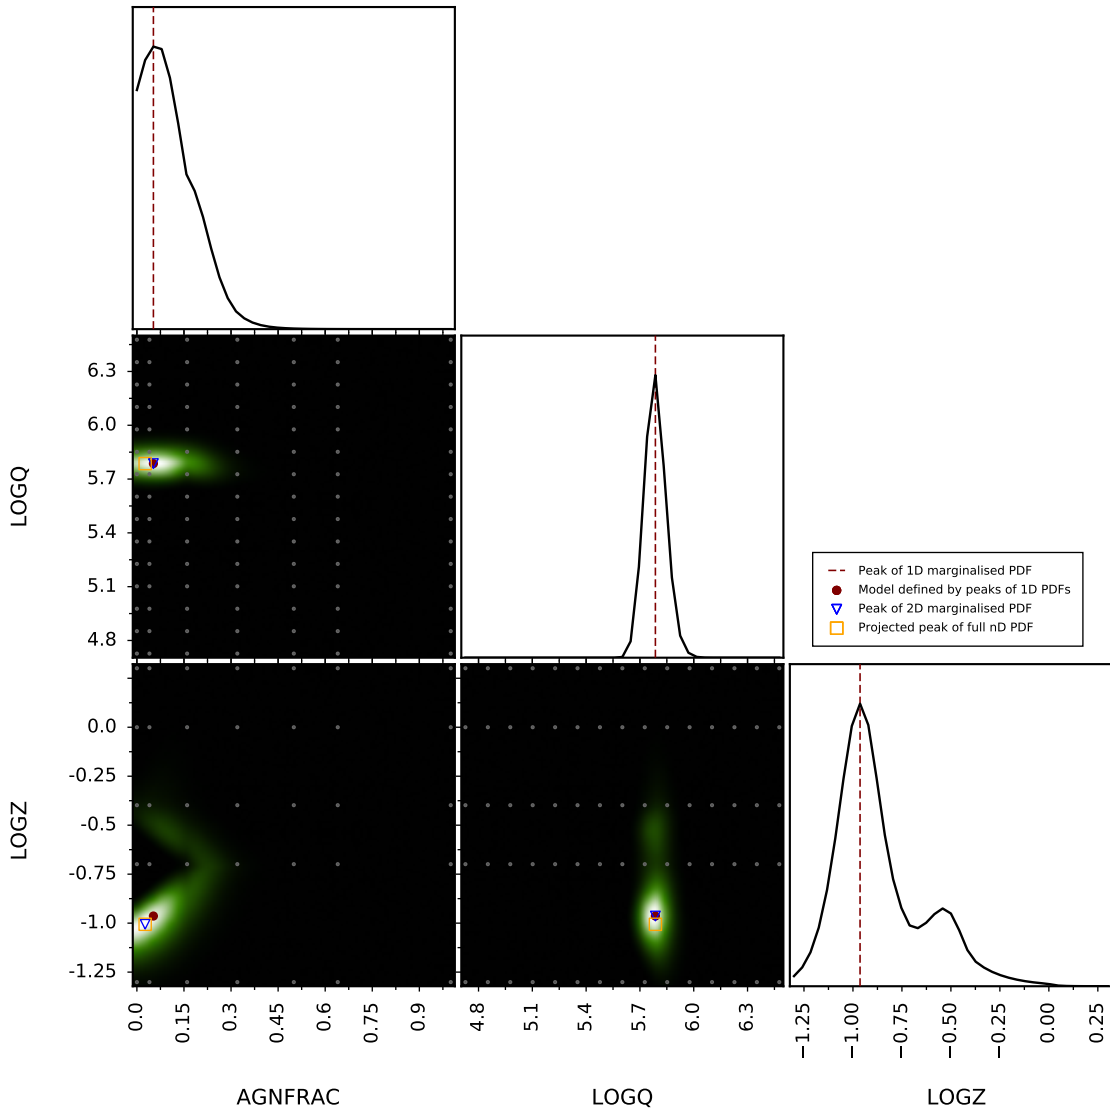 6.3
6.0
5.7
5.4
5.1
4.8
LOGQ
Peak of 1D marginalised PDF
Model defined by peaks of 1D PDFs
Peak of 2D marginalised PDF
Projected peak of full nD PDF
0.0
-0.25
-0.5
-0.75
-1.0
-1.25
LOGZ
0.0 0.15 0.3 0.45 0.6 0.75 0.9
4.8 5.1 5.4 5.7 6.0 6.3
−1.25 −1.00 −0.75 −0.50 −0.25 0.00 0.25
AGNFRAC LOGQ LOGZ